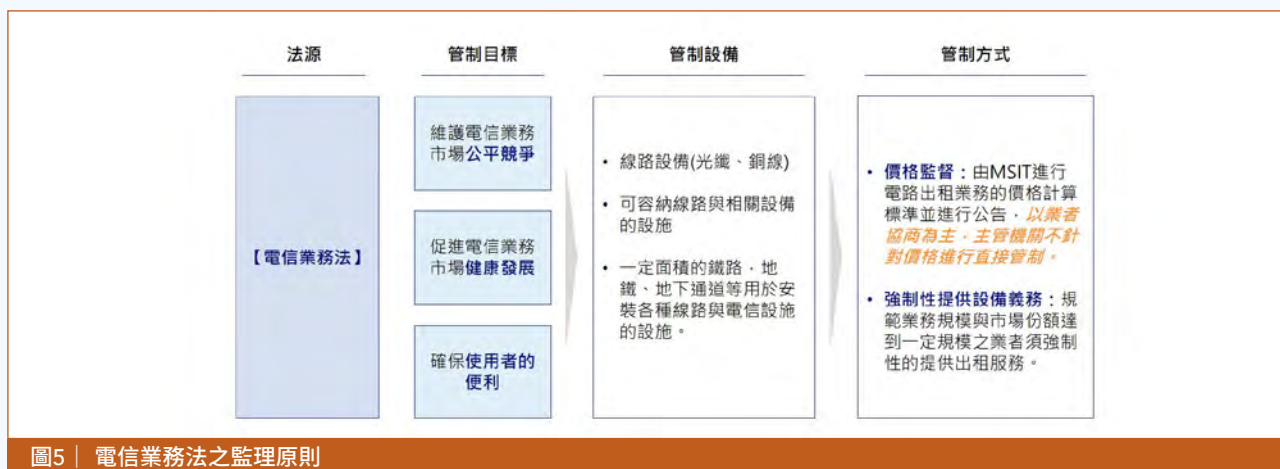 法源
管制目標
管制設備
管制方式
【電信業務法】
維護電信業務
市場公平競爭
促進電信業務
市場健康發展
確保使用者的
便利
• 線路設備(光纖、銅線)
• 可容納線路與相關設備
的設施
• 一定面積的鐵路，地
鐵、地下通道等用於安
裝各種線路與電信設施
的設施。
• 價格監督：由MSIT進行
電路出租業務的價格計算
標準並進行公告，以業者
協商為主，主管機關不針
對價格進行直接管制。
• 強制性提供設備義務：規
範業務規模與市場份額達
到一定規模之業者須強制
性的提供出租服務。
圖5｜ 電信業務法之監理原則